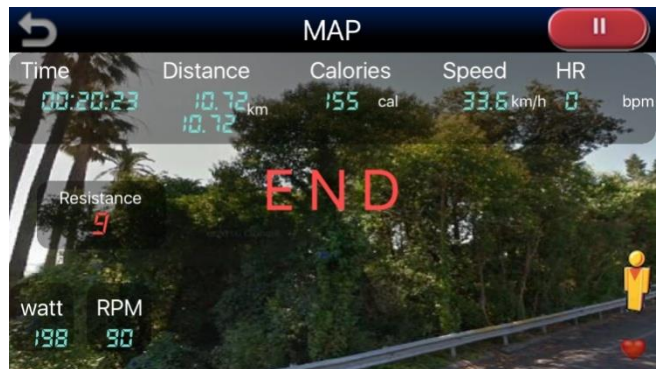 MAP
Time Distance Calories Speed HR
00:20:23 10.72 km 155 cal 33.6 km/h 0 bpm
10.72
END
Resistance
9
watt RPM
198 90